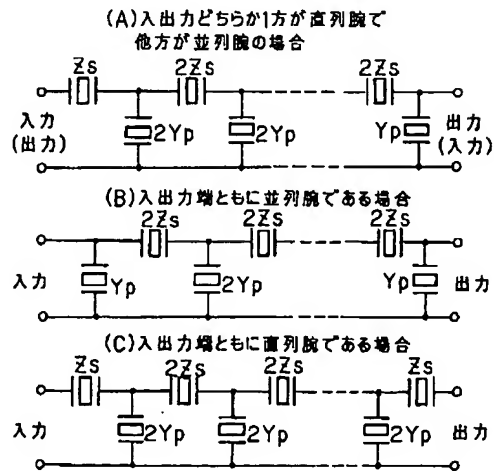 (A)入出力どちらか1方が直列腕で
他方が並列腕の場合
Zs 2Zs 2Zs
入力 2Yp 2Yp Yp 出力
(出力) (入力)
(B)入出力端ともに並列腕である場合
2Zs 2Zs 2Zs
入力 Yp 2Yp Yp 出力
(C)入出力端ともに直列腕である場合
Zs 2Zs 2Zs Zs
入力 2Yp 2Yp 2Yp 出力